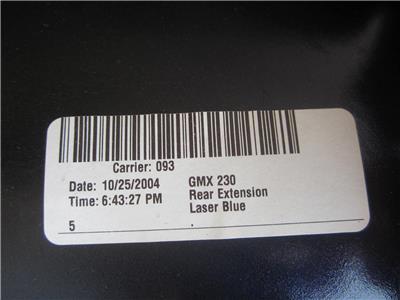 Carrier: 093
Date: 10/25/2004 GMX 230
Time: 6:43:27 PM Rear Extension
Laser Blue
5